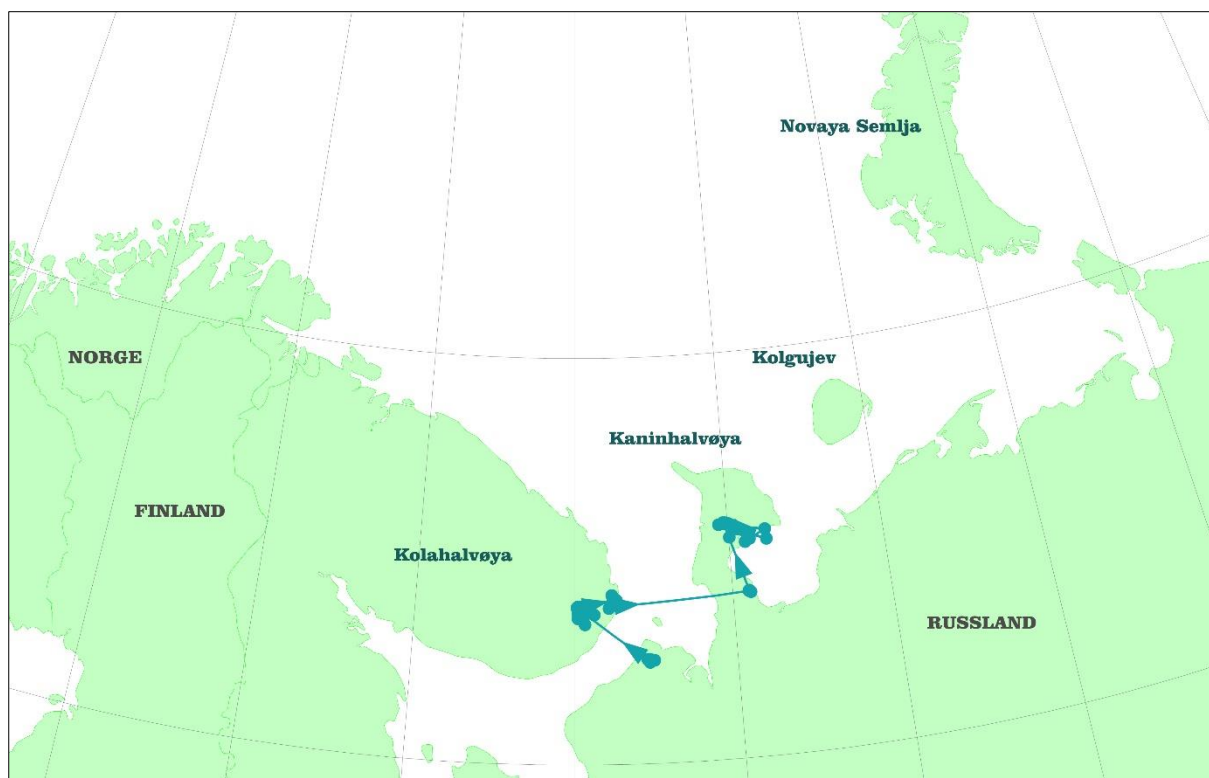 Novaya Semlja
NORGE
Kolgujev
Kaninhalvøya
FINLAND
Kolahalvøya
RUSSLAND